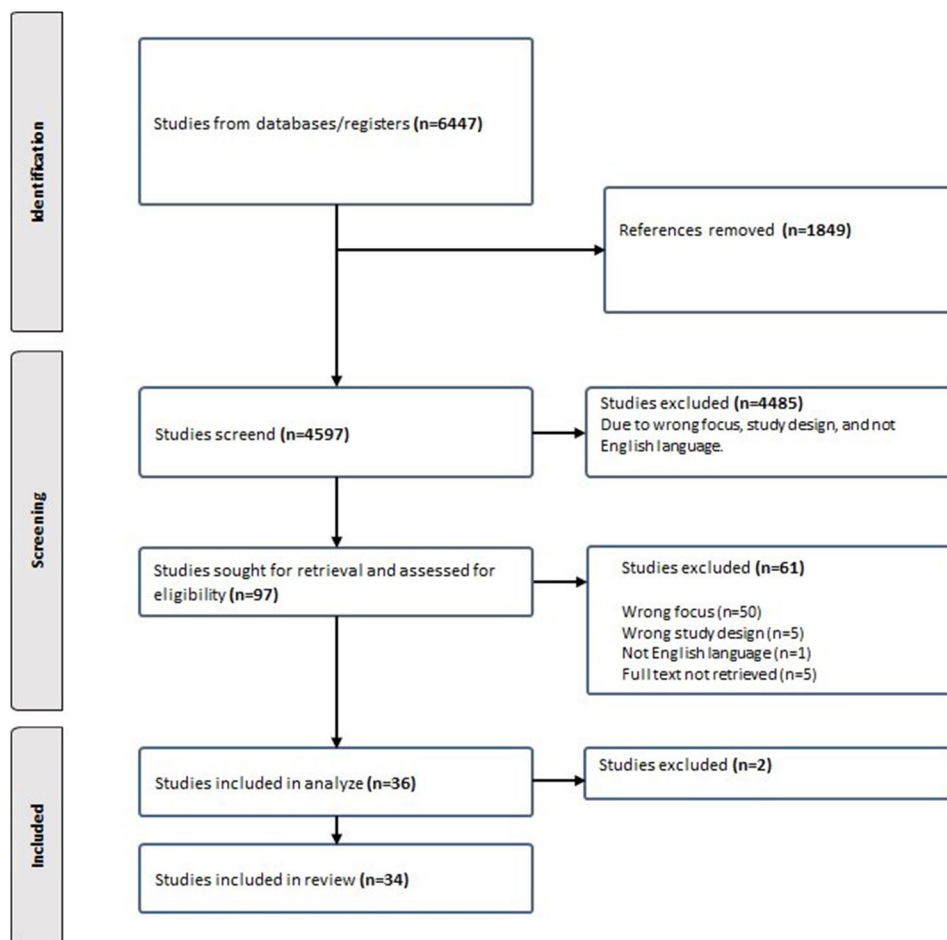 Identification
Studies from databases/registers (n=6447)
References removed (n=1849)
Screening
Studies screend (n=4597)
Studies excluded (n=4485)
Due to wrong focus, study design, and not
English language.
Studies sought for retrieval and assessed for
eligibility (n=97)
Studies excluded (n=61)
Wrong focus (n=50)
Wrong study design (n=5)
Not English language (n=1)
Full text not retrieved (n=5)
Included
Studies included in analyze (n=36)
Studies excluded (n=2)
Studies included in review (n=34)